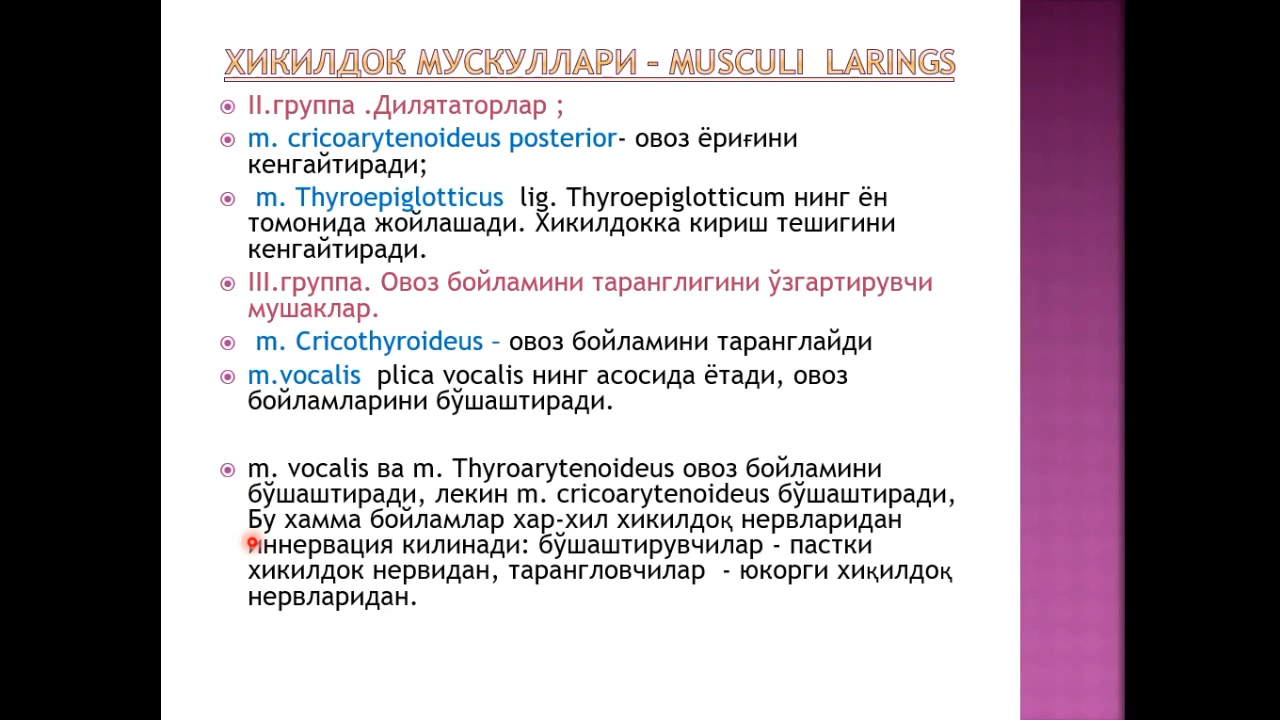 ХИКИЛДОК МУСКУЛЛАРИ – MUSCULI LARINGS
II.группа .Дилятаторлар ;
m. cricoarytenoideus posterior- овоз ёриғини
кенгайтиради;
m. Thyroepiglotticus lig. Thyroepiglotticum нинг ён
томонида жойлашади. Хикилдокка кириш тешигини
кенгайтиради.
III.группа. Овоз бойламини таранглигини ўзгартирувчи
мушаклар.
m. Cricothyroideus – овоз бойламини таранглайди
m.vocalis plica vocalis нинг асосида ётади, овоз
бойламларини бўшаштиради.
m. vocalis ва m. Thyroarytenoideus овоз бойламини
бўшаштиради, лекин m. cricoarytenoideus бўшаштиради,
Бу хамма бойламлар хар-хил хикилдоқ нервларидан
иннервация килинади: бўшаштирувчилар - пастки
хикилдок нервидан, тарангловчилар - юкорги хиқилдоқ
нервларидан.